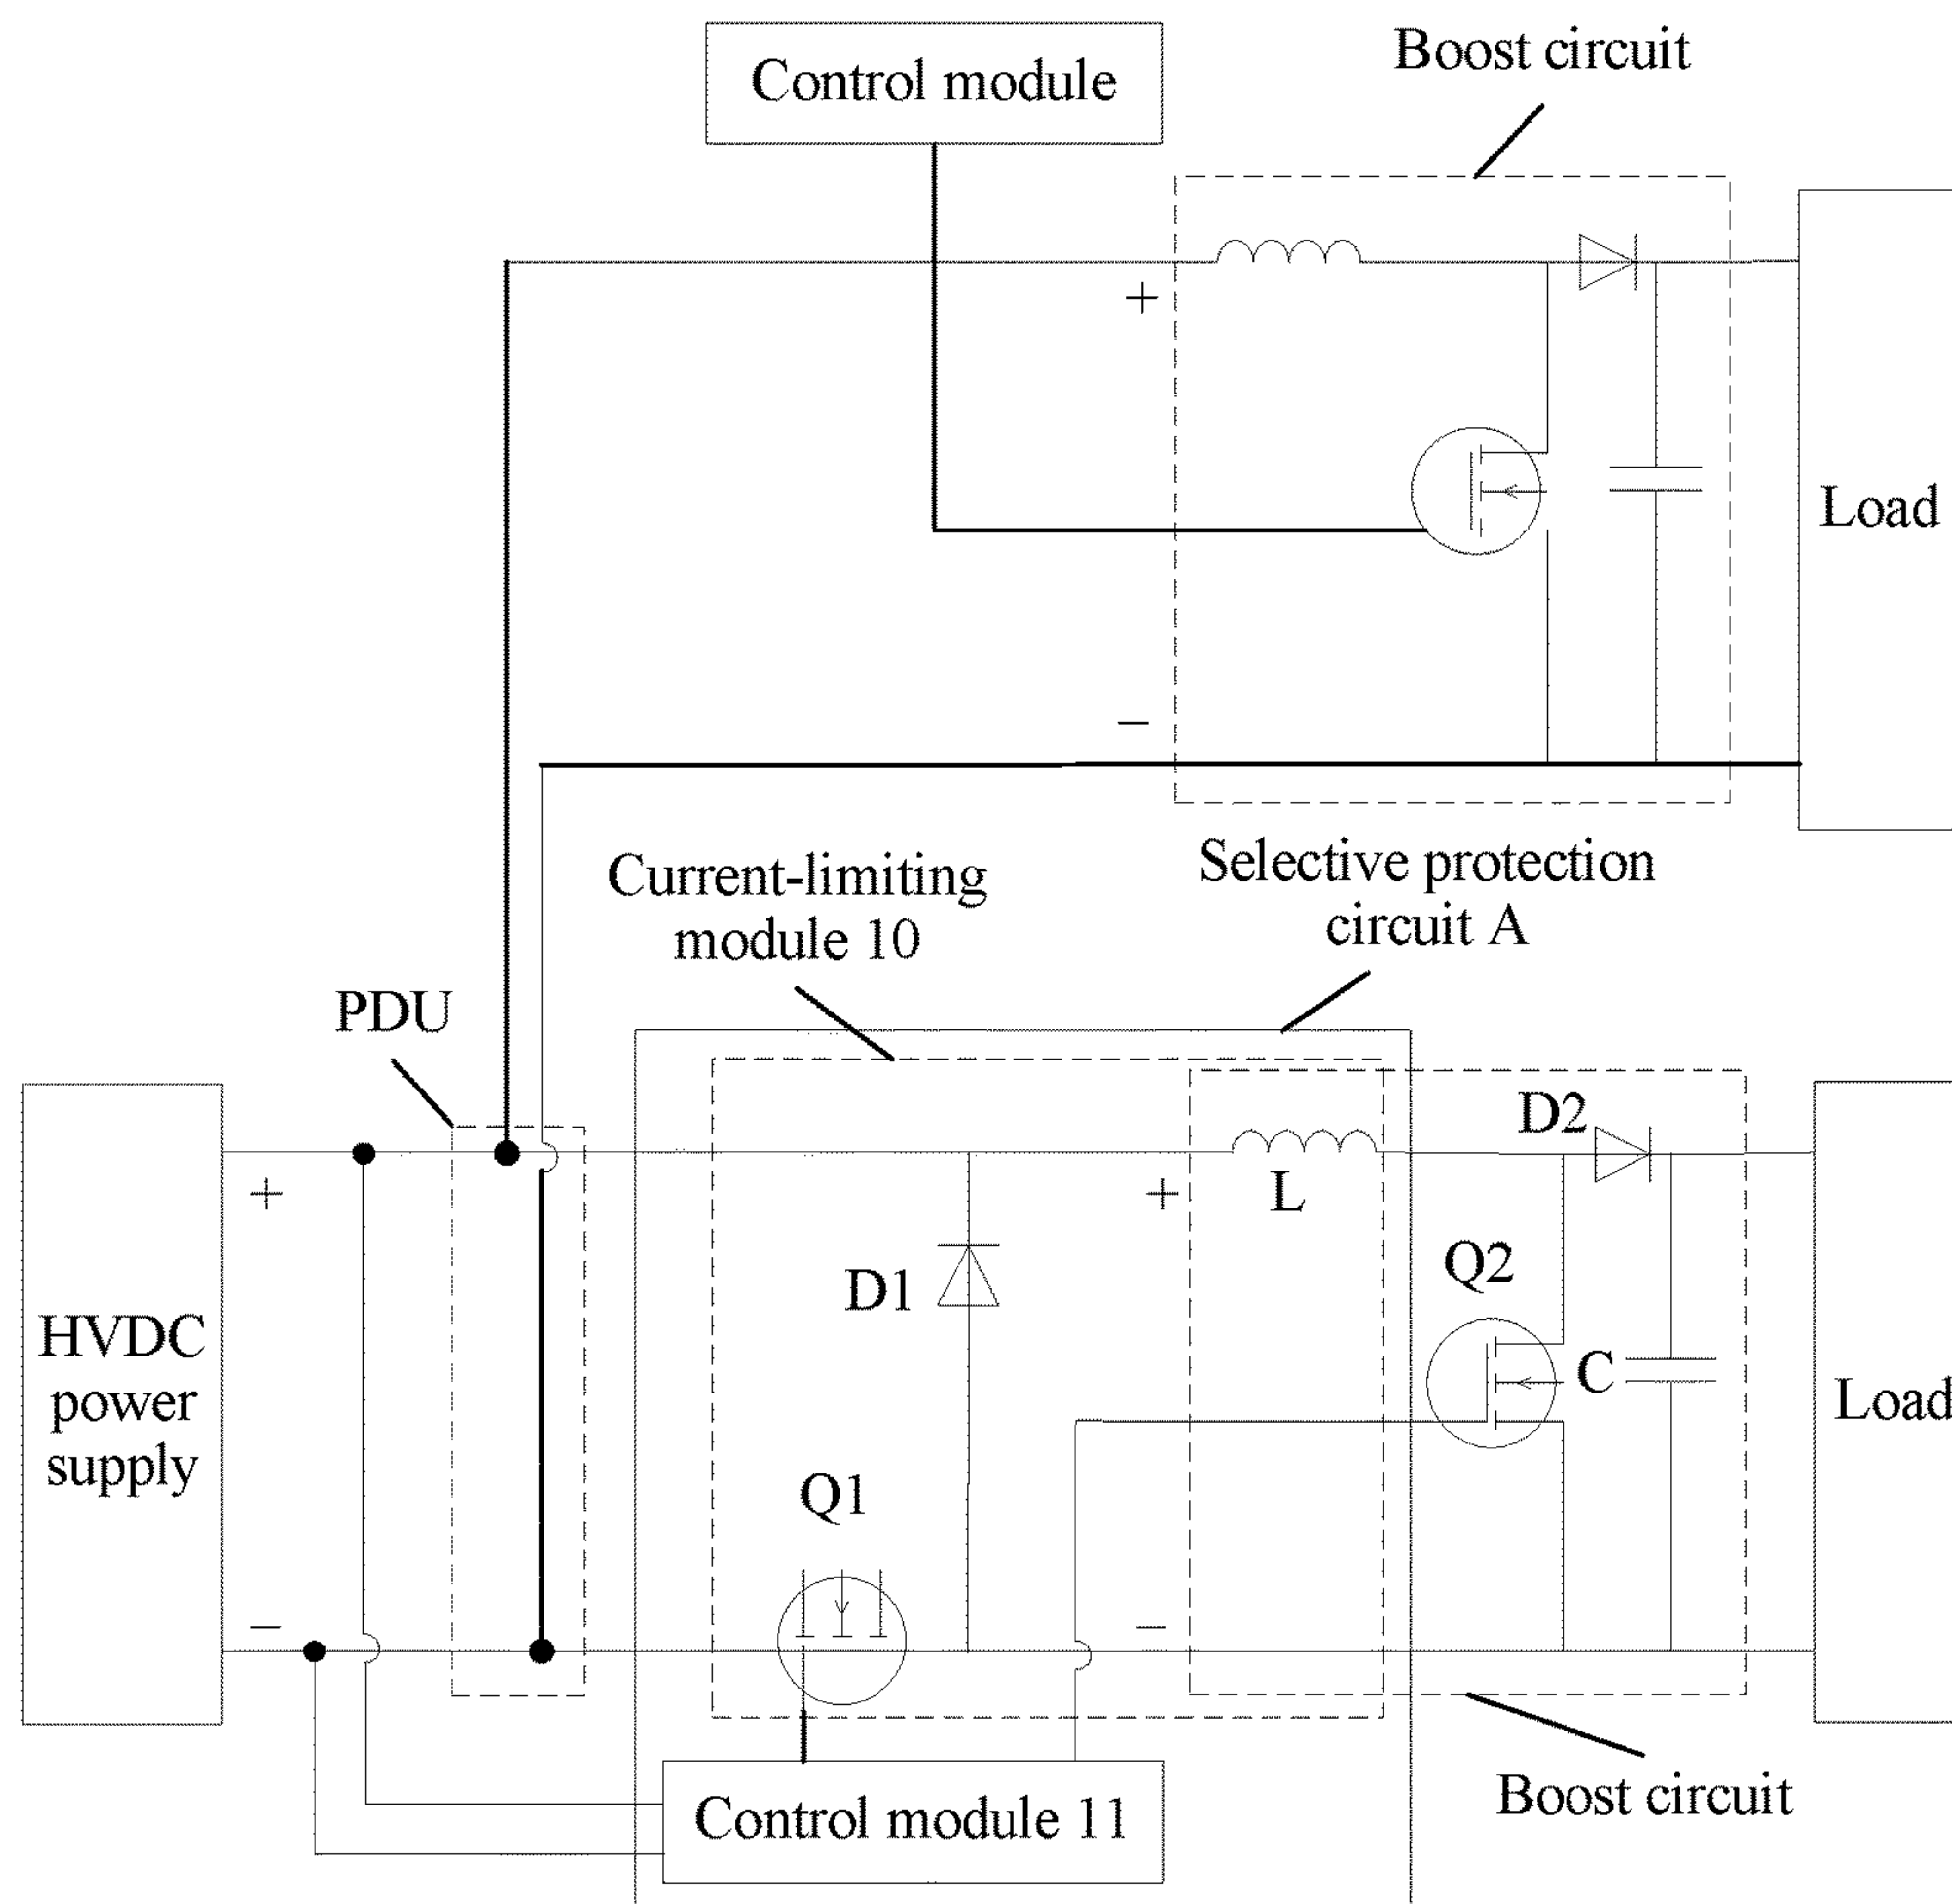 Control module
Boost circuit
+
Load
−
Current-limiting
module 10
Selective protection
circuit A
PDU
D2
+
+
L
Q2
D1
HVDC
power
supply
C
Load
Q1
−
−
Control module 11
Boost circuit